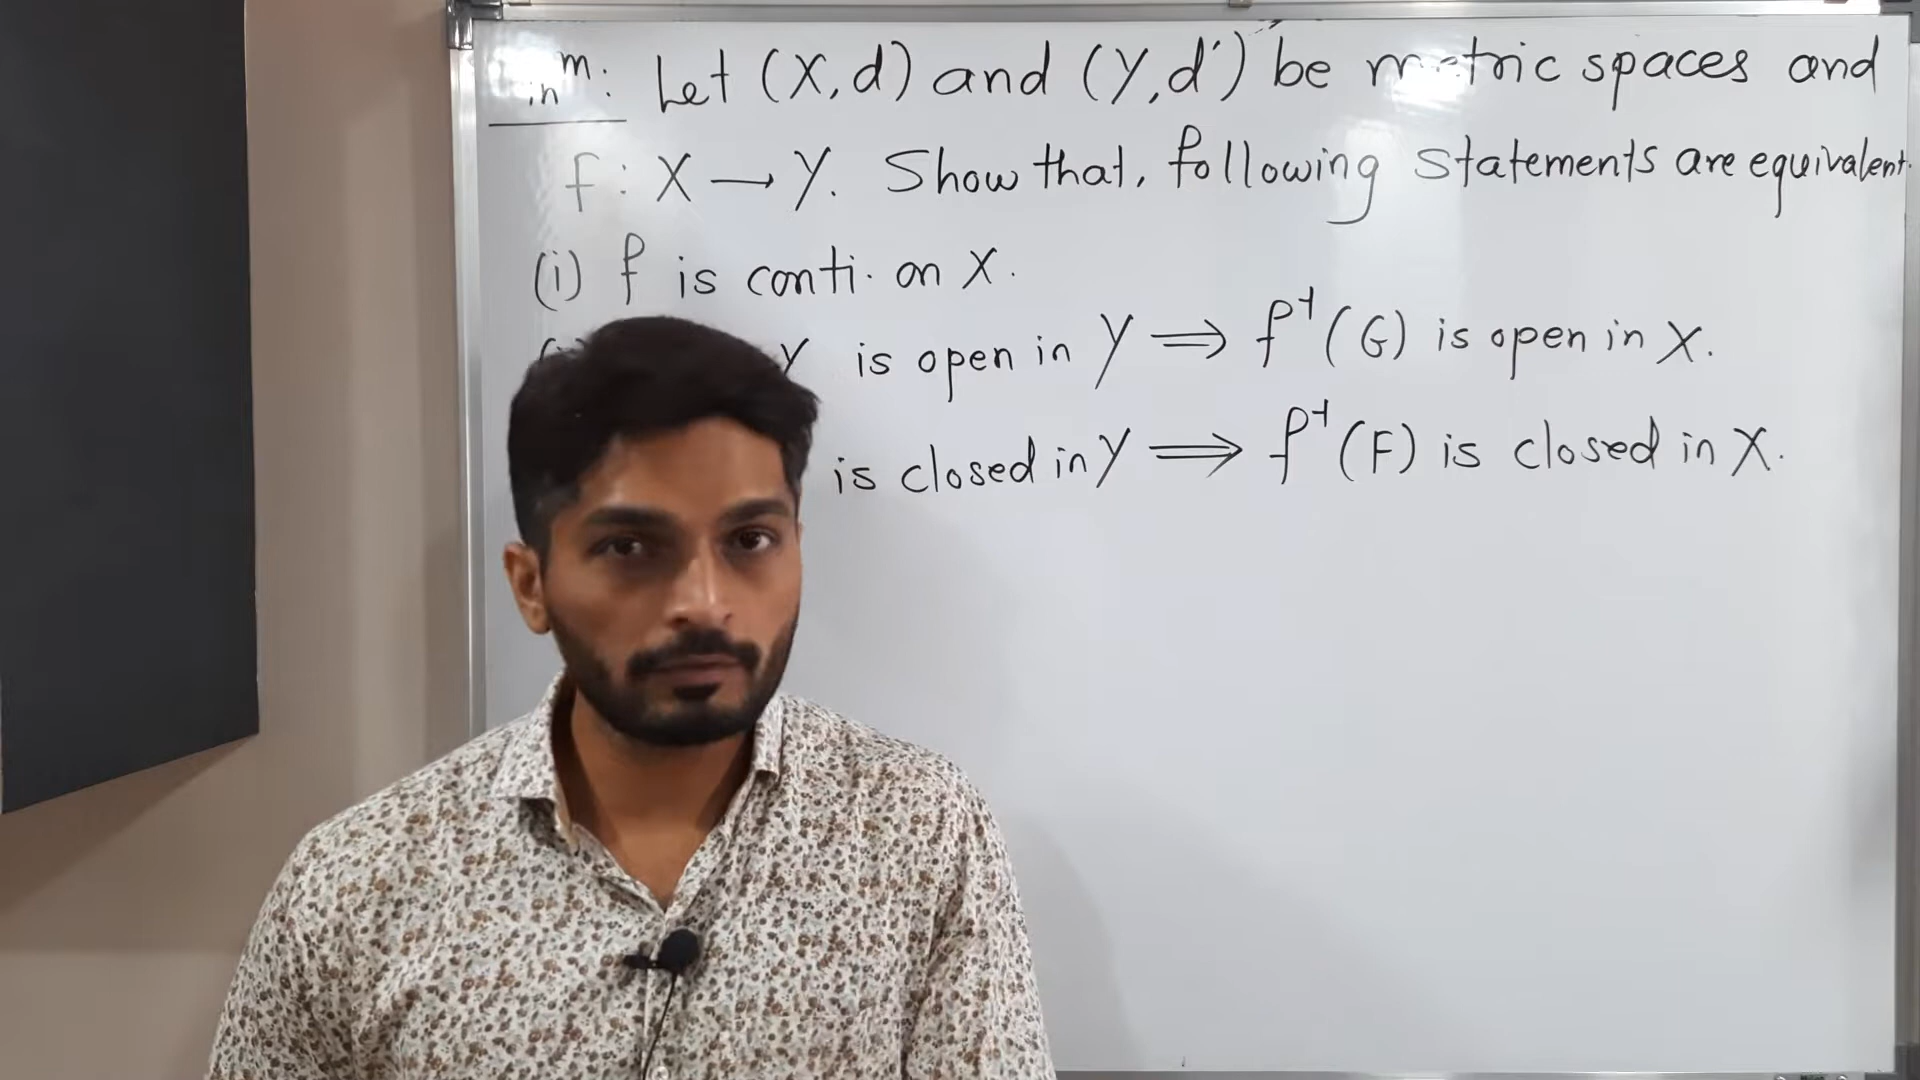 m: Let (X,d) and (Y,d') be metric spaces and
f: X → Y. Show that, following statements are equivalent.
(i) f is conti. on X.
Y is open in Y ⟹ f⁻¹(G) is open in X.
is closed in Y ⟹ f⁻¹(F) is closed in X.